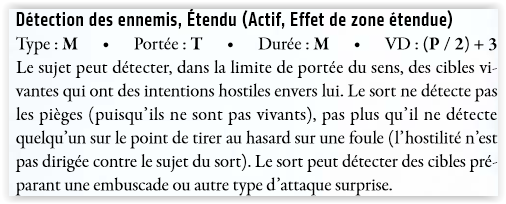 Détection des ennemis, Étendu (Actif, Effet de zone étendue)
Type : M • Portée : T • Durée : M • VD : (P / 2) + 3
Le sujet peut détecter, dans la limite de portée du sens, des cibles vi-
vantes qui ont des intentions hostiles envers lui. Le sort ne détecte pas
les pièges (puisqu'ils ne sont pas vivants), pas plus qu'il ne détecte
quelqu'un sur le point de tirer au hasard sur une foule (l'hostilité n'est
pas dirigée contre le sujet du sort). Le sort peut détecter des cibles pré-
parant une embuscade ou autre type d'attaque surprise.